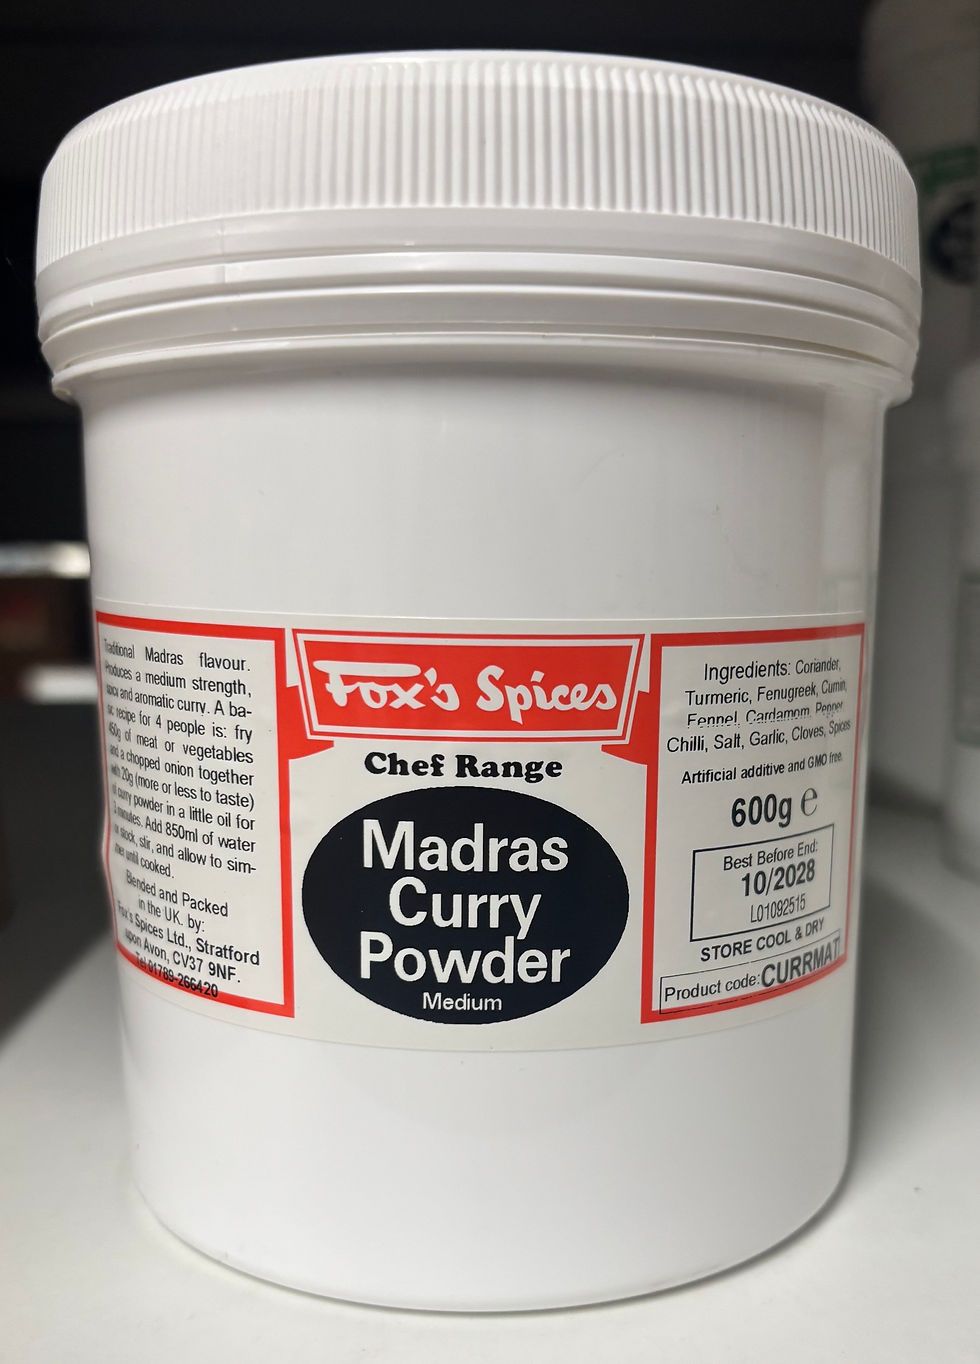 Traditional Madras flavour.
Produces a medium strength,
spicy and aromatic curry. A ba-
sic recipe for 4 people is: fry
450g of meat or vegetables
and a chopped onion together
with 20g (more or less to taste)
of curry powder in a little oil for
minutes. Add 850ml of water
or stock, stir, and allow to sim-
mer until cooked.
Blended and Packed
in the UK. by:
Fox's Spices Ltd., Stratford
upon Avon, CV37 9NF.
Tel 01789-266420
Fox's Spices
Chef Range
Madras
Curry
Powder
Medium
Ingredients: Coriander,
Turmeric, Fenugreek, Cumin,
Fennel, Cardamom, Pepper,
Chilli, Salt, Garlic, Cloves, Spices
Artificial additive and GMO free.
600g ℮
Best Before End:
10/2028
L01092515
STORE COOL & DRY
Product code: CURRMAT